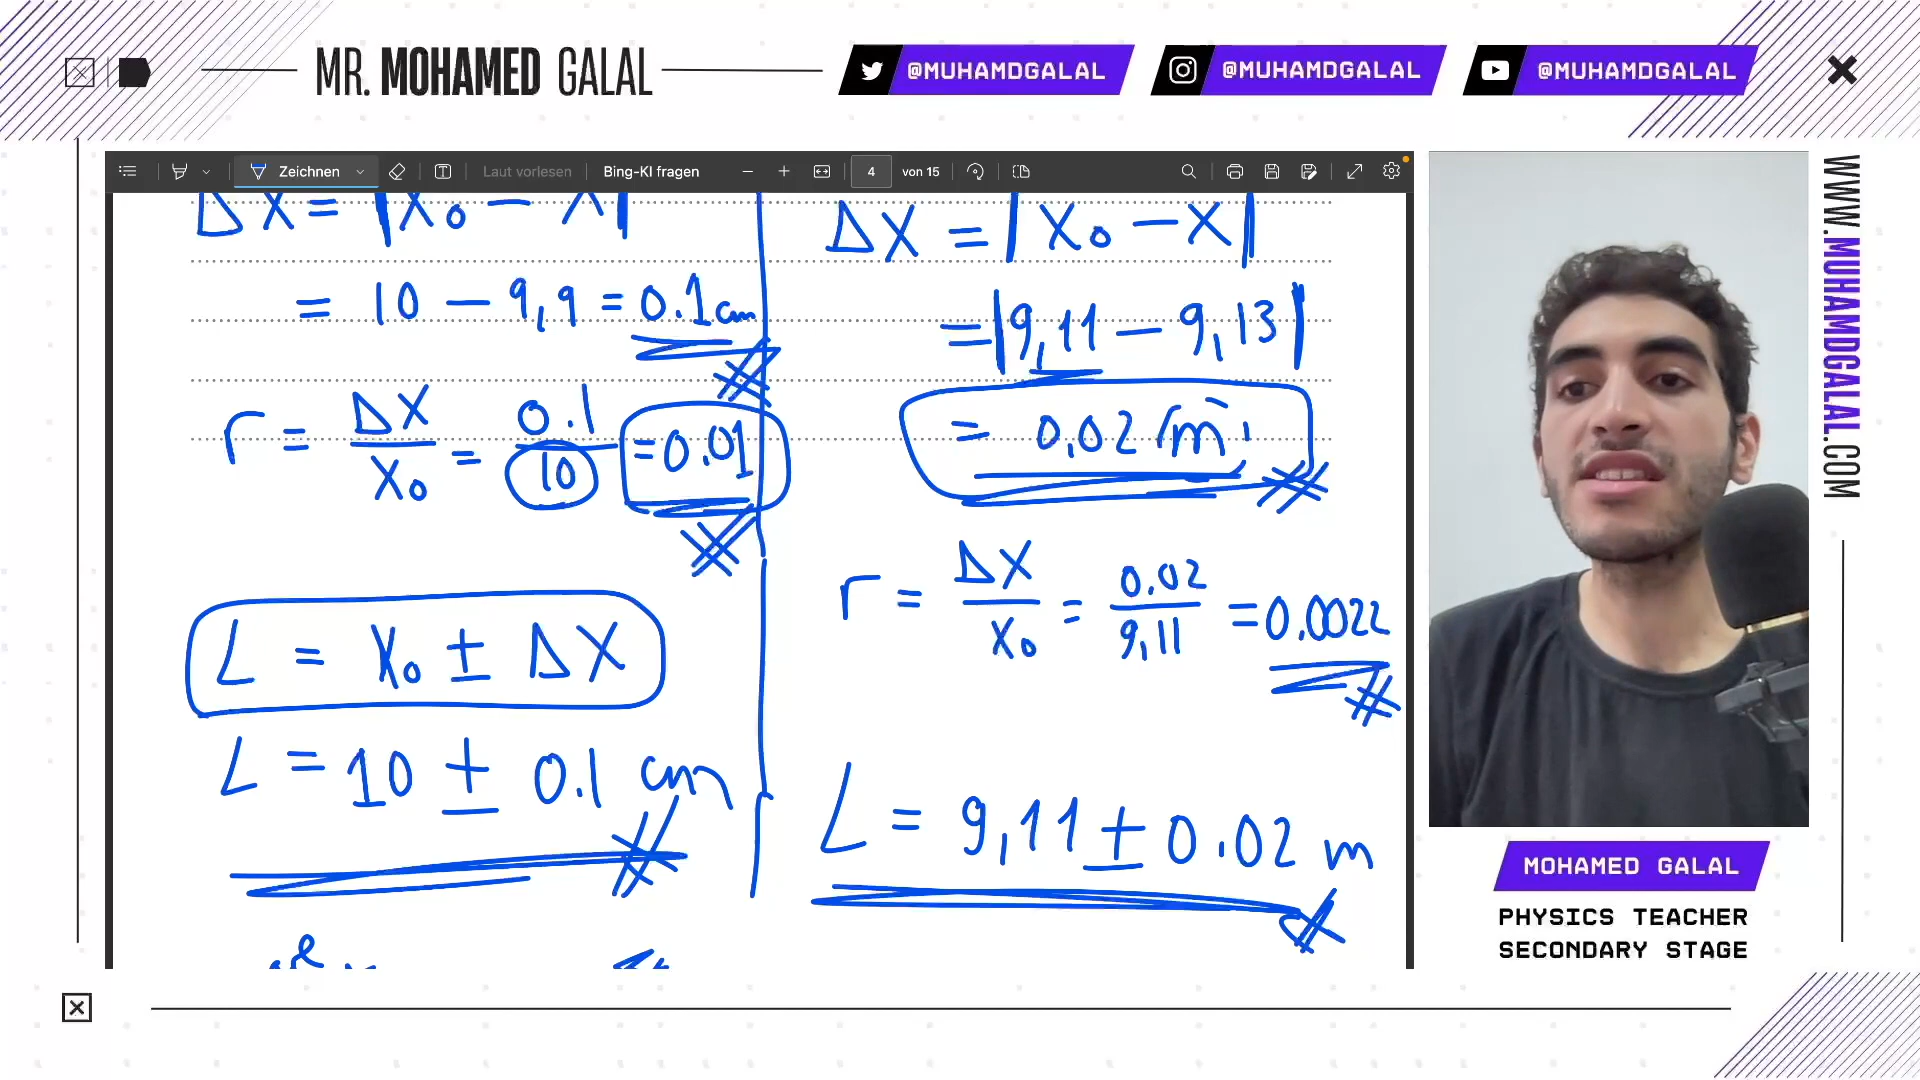 MR. MOHAMED GALAL
@MUHAMDGALAL
@MUHAMDGALAL
@MUHAMDGALAL
Zeichnen
Laut vorlesen
Bing-KI fragen
4 von 15
ΔX = |X₀ - X|
= 10 - 9,9 = 0.1 cm
r = ΔX / X₀ = 0.1 / 10 = 0.01
L = X₀ ± ΔX
L = 10 ± 0.1 cm
ΔX = |X₀ - X|
= |9,11 - 9,13|
= 0,02 m
r = ΔX / X₀ = 0.02 / 9,11 = 0.0022
L = 9,11 ± 0.02 m
WWW.MUHAMDGALAL.COM
MOHAMED GALAL
PHYSICS TEACHER
SECONDARY STAGE